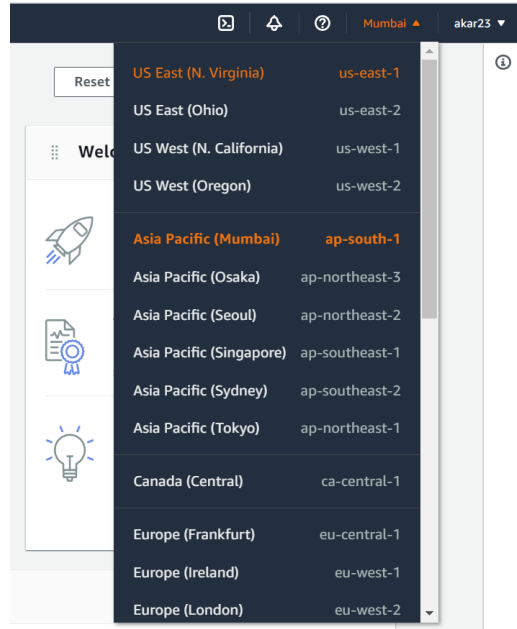 Mumbai ▲ akar23 ▼
Reset
Welc
US East (N. Virginia) us-east-1
US East (Ohio) us-east-2
US West (N. California) us-west-1
US West (Oregon) us-west-2
Asia Pacific (Mumbai) ap-south-1
Asia Pacific (Osaka) ap-northeast-3
Asia Pacific (Seoul) ap-northeast-2
Asia Pacific (Singapore) ap-southeast-1
Asia Pacific (Sydney) ap-southeast-2
Asia Pacific (Tokyo) ap-northeast-1
Canada (Central) ca-central-1
Europe (Frankfurt) eu-central-1
Europe (Ireland) eu-west-1
Europe (London) eu-west-2